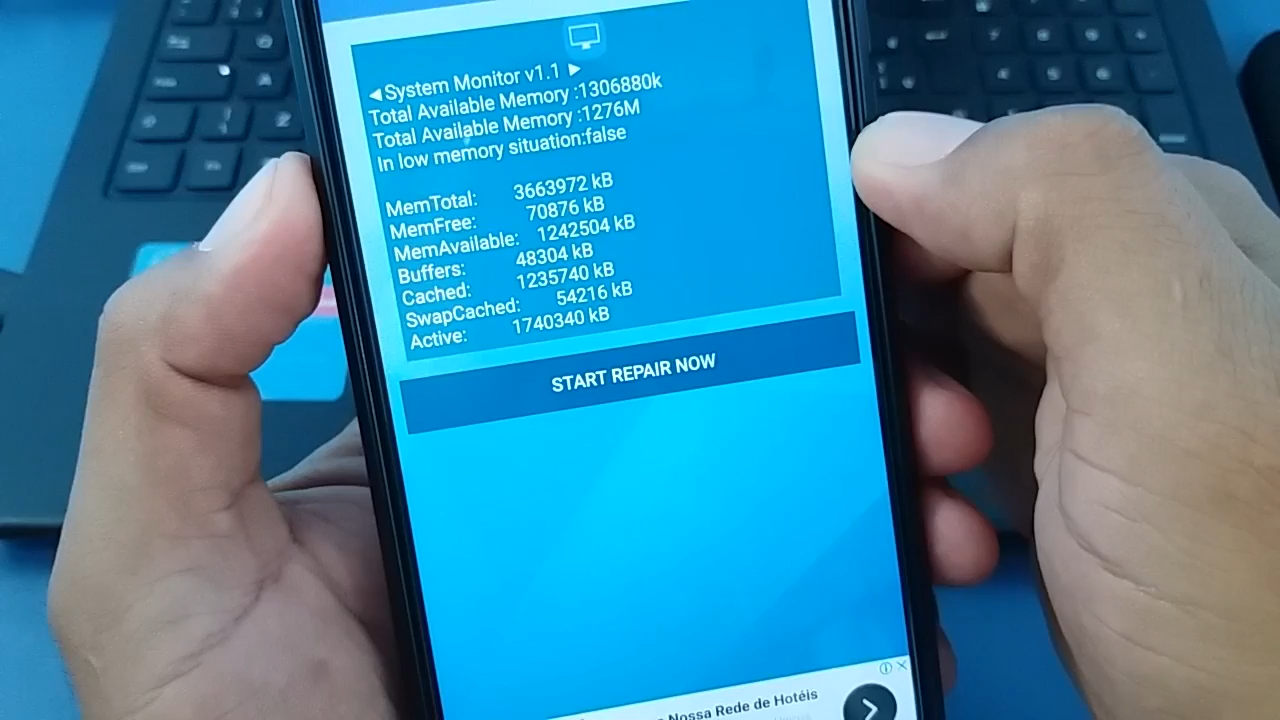 ◄System Monitor v1.1 ►
Total Available Memory :1306880k
Total Available Memory :1276M
In low memory situation:false
MemTotal: 3663972 kB
MemFree: 70876 kB
MemAvailable: 1242504 kB
Buffers: 48304 kB
Cached: 1235740 kB
SwapCached: 54216 kB
Active: 1740340 kB
START REPAIR NOW
Nossa Rede de Hotéis